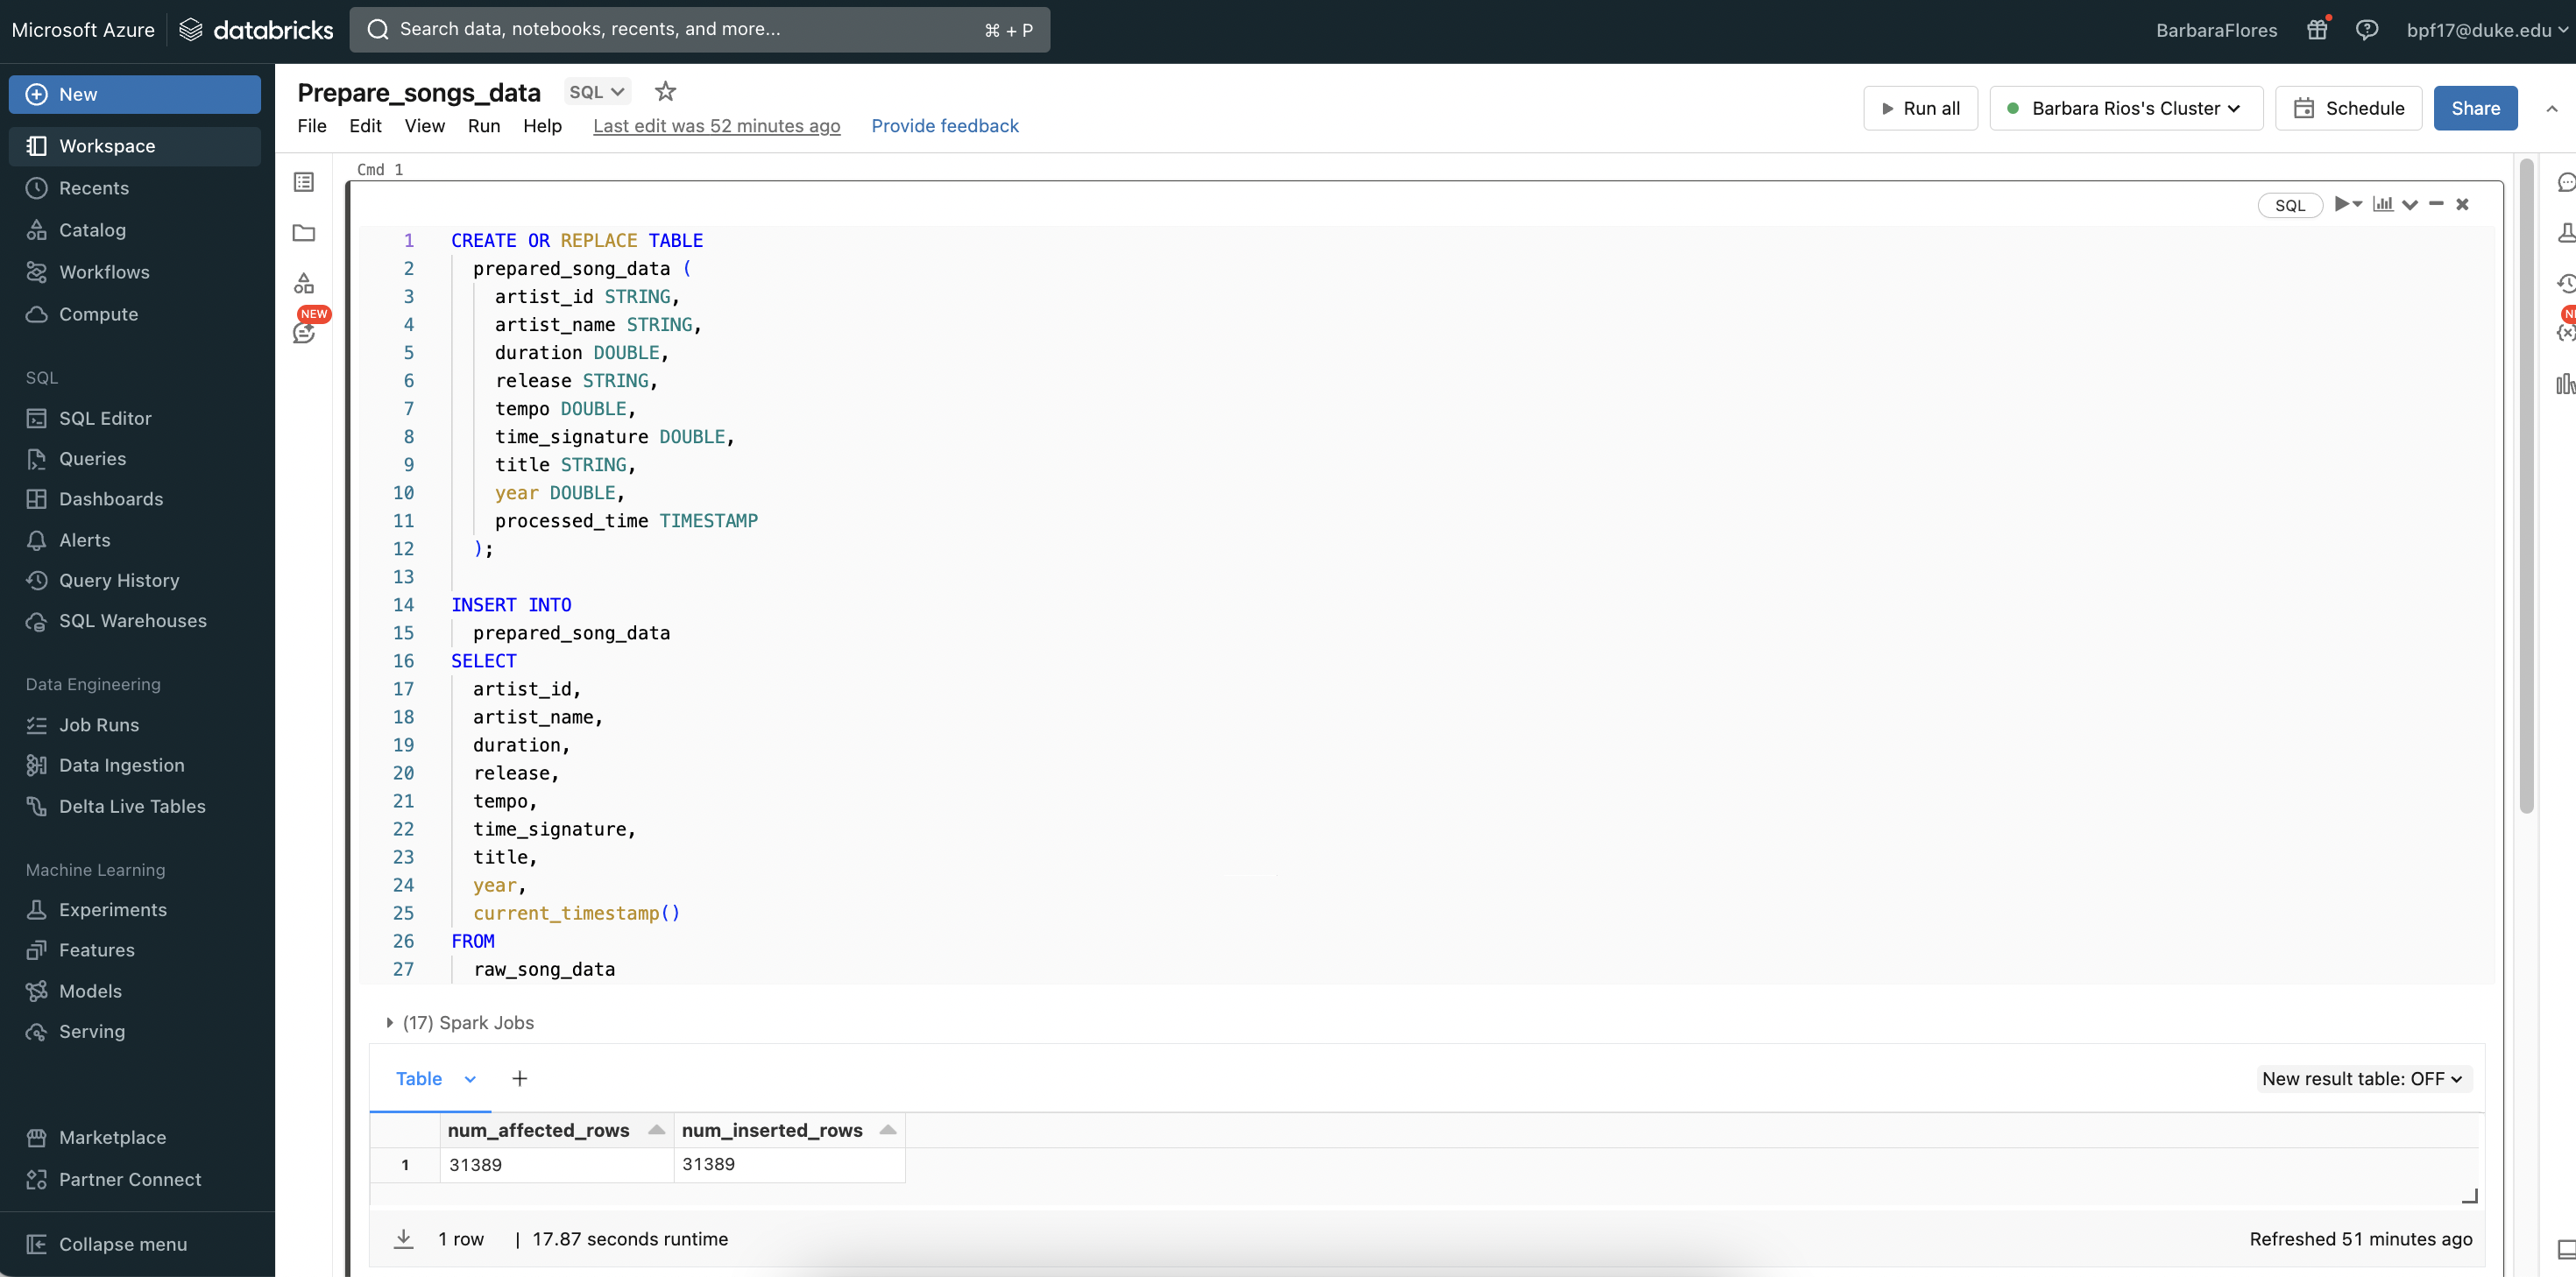 Microsoft Azure databricks Search data, notebooks, recents, and more... ⌘ + P BarbaraFlores bpf17@duke.edu
New
Workspace
Recents
Catalog
Workflows
Compute
SQL
SQL Editor
Queries
Dashboards
Alerts
Query History
SQL Warehouses
Data Engineering
Job Runs
Data Ingestion
Delta Live Tables
Machine Learning
Experiments
Features
Models
Serving
Marketplace
Partner Connect
Collapse menu
Prepare_songs_data SQL
File Edit View Run Help Last edit was 52 minutes ago Provide feedback
Run all Barbara Rios's Cluster Schedule Share
NEW
Cmd 1
SQL
1 CREATE OR REPLACE TABLE
2 prepared_song_data (
3 artist_id STRING,
4 artist_name STRING,
5 duration DOUBLE,
6 release STRING,
7 tempo DOUBLE,
8 time_signature DOUBLE,
9 title STRING,
10 year DOUBLE,
11 processed_time TIMESTAMP
12 );
13
14 INSERT INTO
15 prepared_song_data
16 SELECT
17 artist_id,
18 artist_name,
19 duration,
20 release,
21 tempo,
22 time_signature,
23 title,
24 year,
25 current_timestamp()
26 FROM
27 raw_song_data
(17) Spark Jobs
Table + New result table: OFF
num_affected_rows num_inserted_rows
1 31389 31389
1 row | 17.87 seconds runtime Refreshed 51 minutes ago